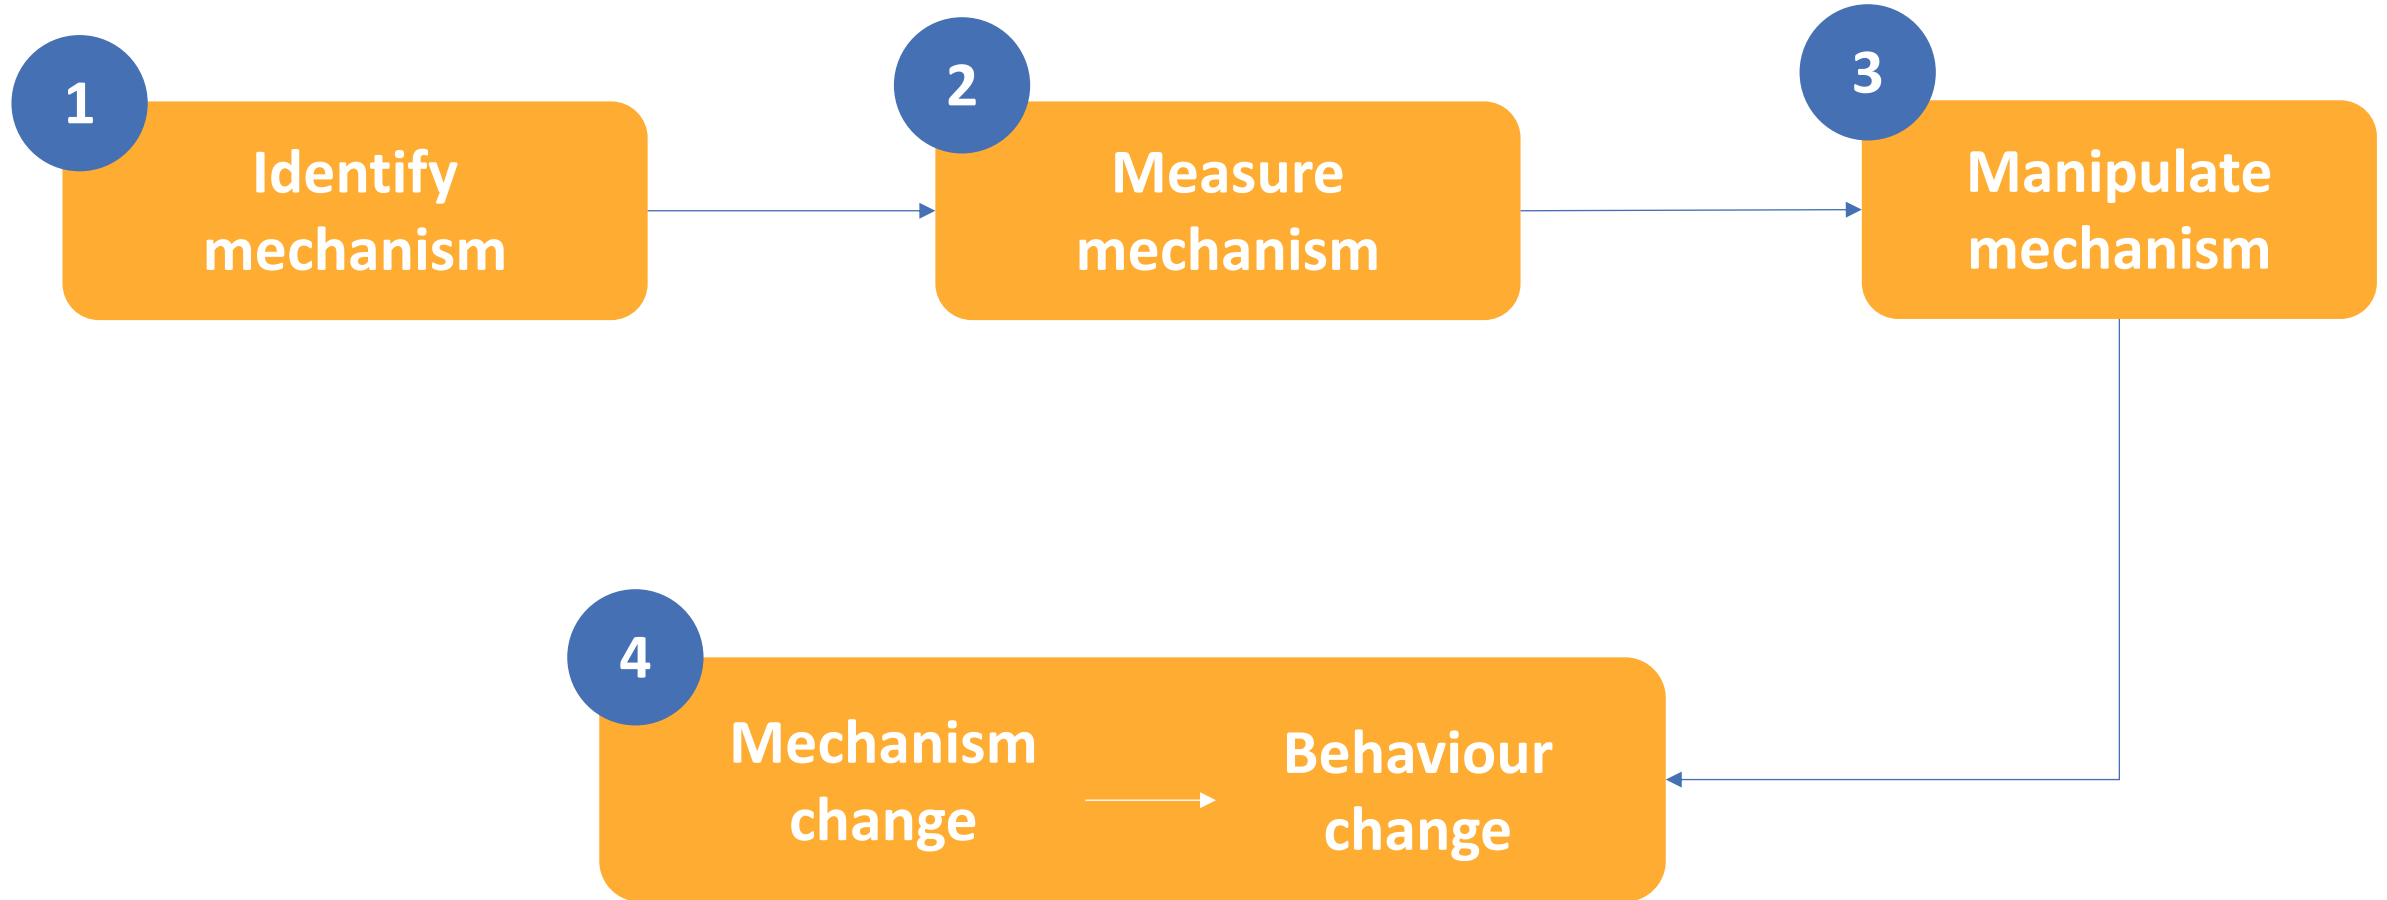 1
Identify
mechanism
2
Measure
mechanism
3
Manipulate
mechanism
4
Mechanism
change
Behaviour
change